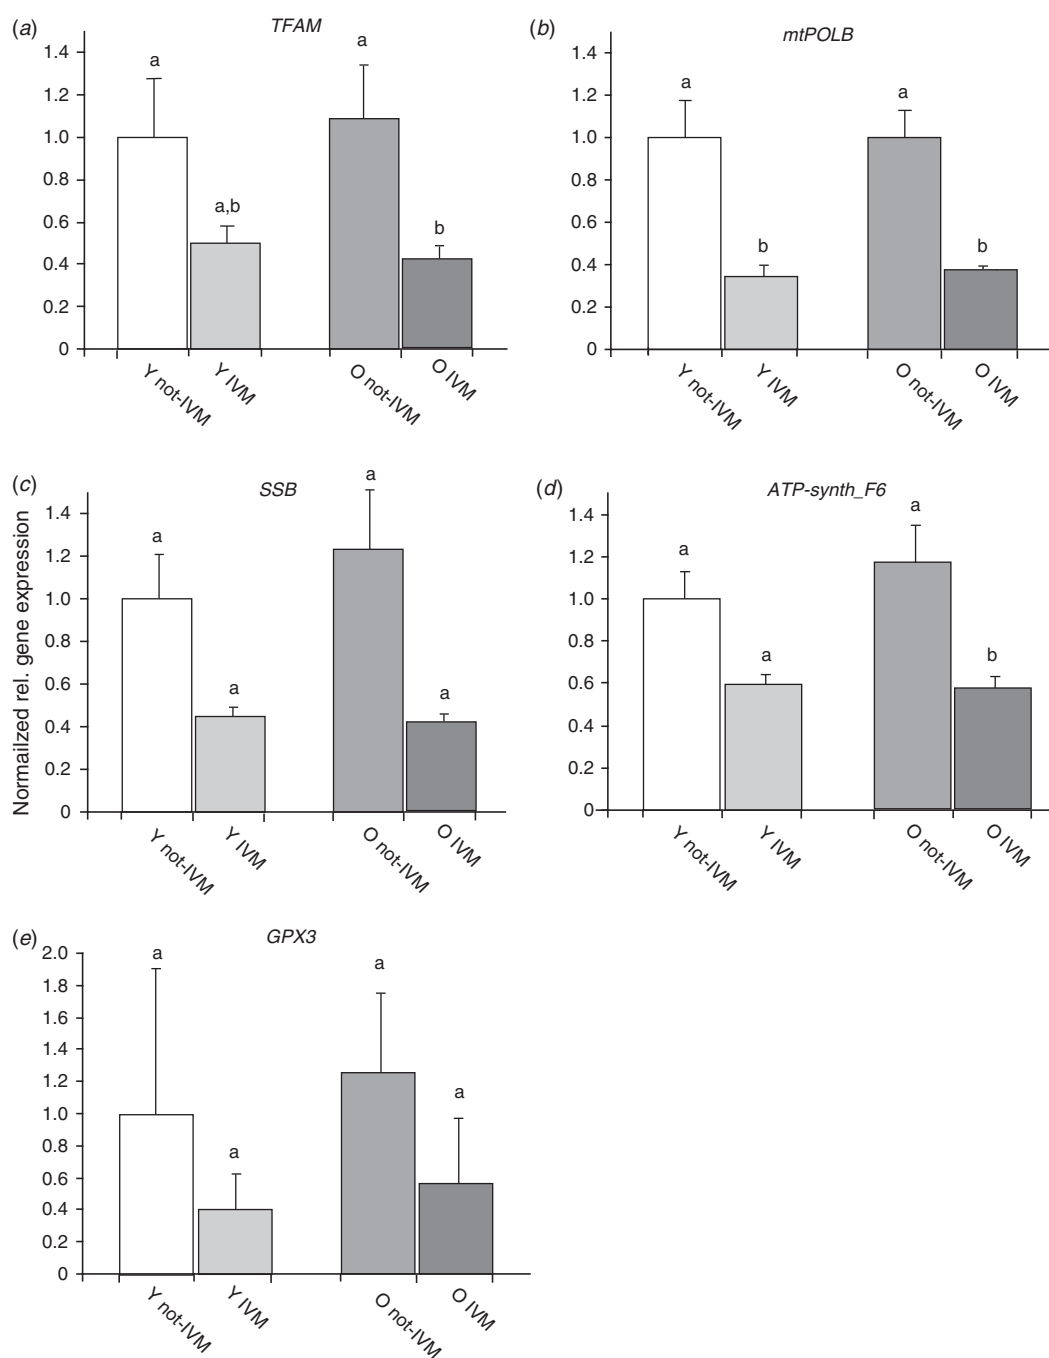 (a) TFAM
a a
1.4
1.2
1.0
0.8
0.6
0.4
0.2
0
a,b b
Y not-IVM Y IVM O not-IVM O IVM
(b) mtPOLB
a a
1.4
1.2
1.0
0.8
0.6
0.4
0.2
0
b b
Y not-IVM Y IVM O not-IVM O IVM
Normailzed rel. gene expression
(c) SSB
a a
1.4
1.2
1.0
0.8
0.6
0.4
0.2
0
a a
Y not-IVM Y IVM O not-IVM O IVM
(d) ATP-synth_F6
a a
1.4
1.2
1.0
0.8
0.6
0.4
0.2
0
a b
Y not-IVM Y IVM O not-IVM O IVM
(e) GPX3
a a
2.0
1.8
1.6
1.4
1.2
1.0
0.8
0.6
0.4
0.2
0
a a
Y not-IVM Y IVM O not-IVM O IVM